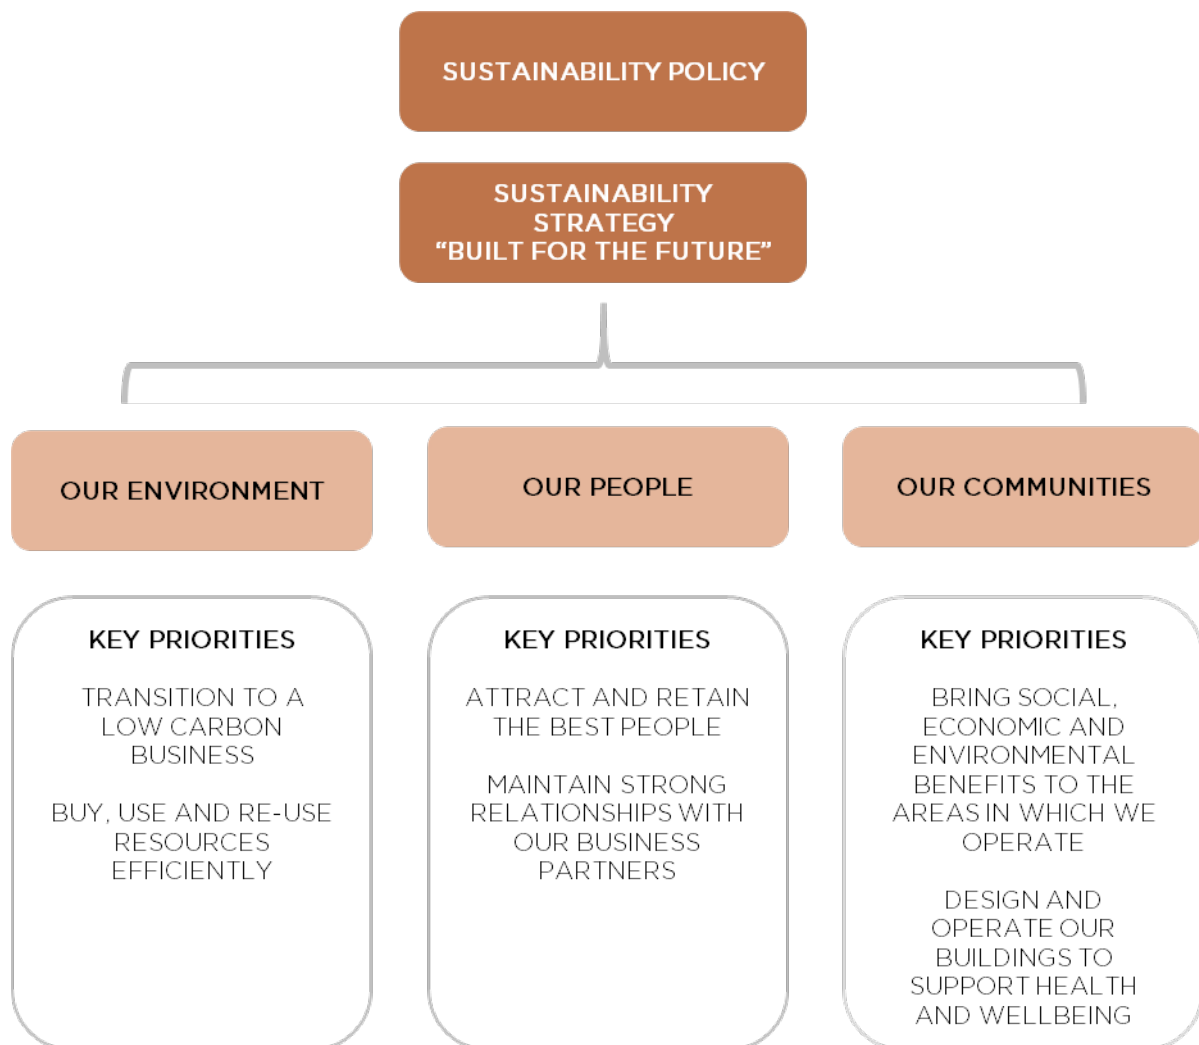 SUSTAINABILITY POLICY
SUSTAINABILITY
STRATEGY
“BUILT FOR THE FUTURE”
OUR ENVIRONMENT
OUR PEOPLE
OUR COMMUNITIES
KEY PRIORITIES
TRANSITION TO A
LOW CARBON
BUSINESS
BUY, USE AND RE-USE
RESOURCES
EFFICIENTLY
KEY PRIORITIES
ATTRACT AND RETAIN
THE BEST PEOPLE
MAINTAIN STRONG
RELATIONSHIPS WITH
OUR BUSINESS
PARTNERS
KEY PRIORITIES
BRING SOCIAL,
ECONOMIC AND
ENVIRONMENTAL
BENEFITS TO THE
AREAS IN WHICH WE
OPERATE
DESIGN AND
OPERATE OUR
BUILDINGS TO
SUPPORT HEALTH
AND WELLBEING